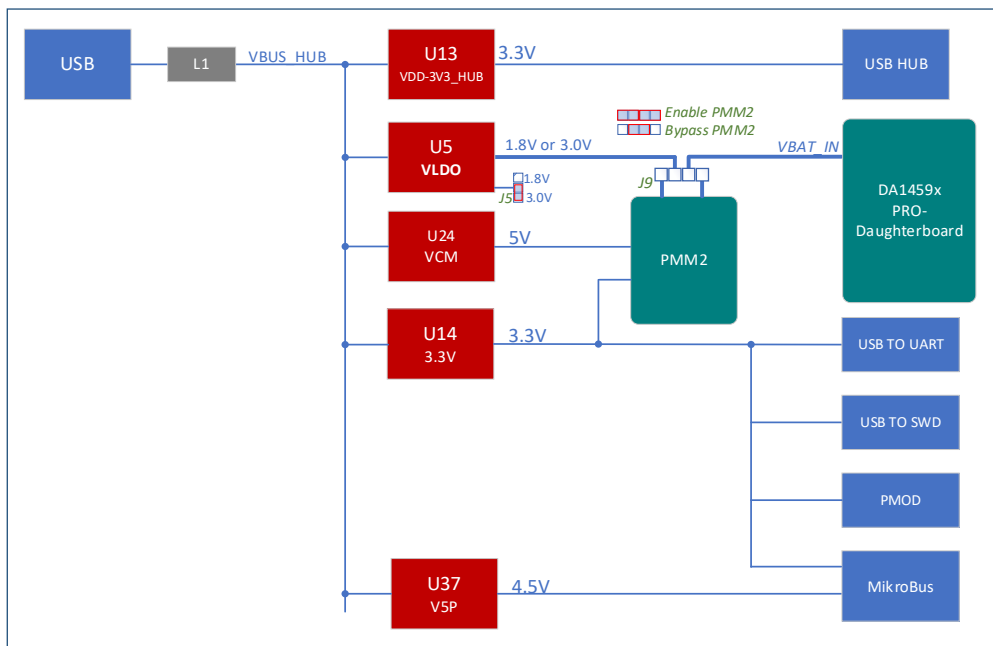 USB
L1
VBUS_HUB
U13
VDD-3V3_HUB
3.3V
USB HUB
Enable PMM2
Bypass PMM2
U5
VLDO
1.8V or 3.0V
VBAT_IN
J9
1.8V
J5
3.0V
DA1459x
PRO-
Daughterboard
U24
VCM
5V
PMM2
U14
3.3V
3.3V
USB TO UART
USB TO SWD
PMOD
U37
V5P
4.5V
MikroBus